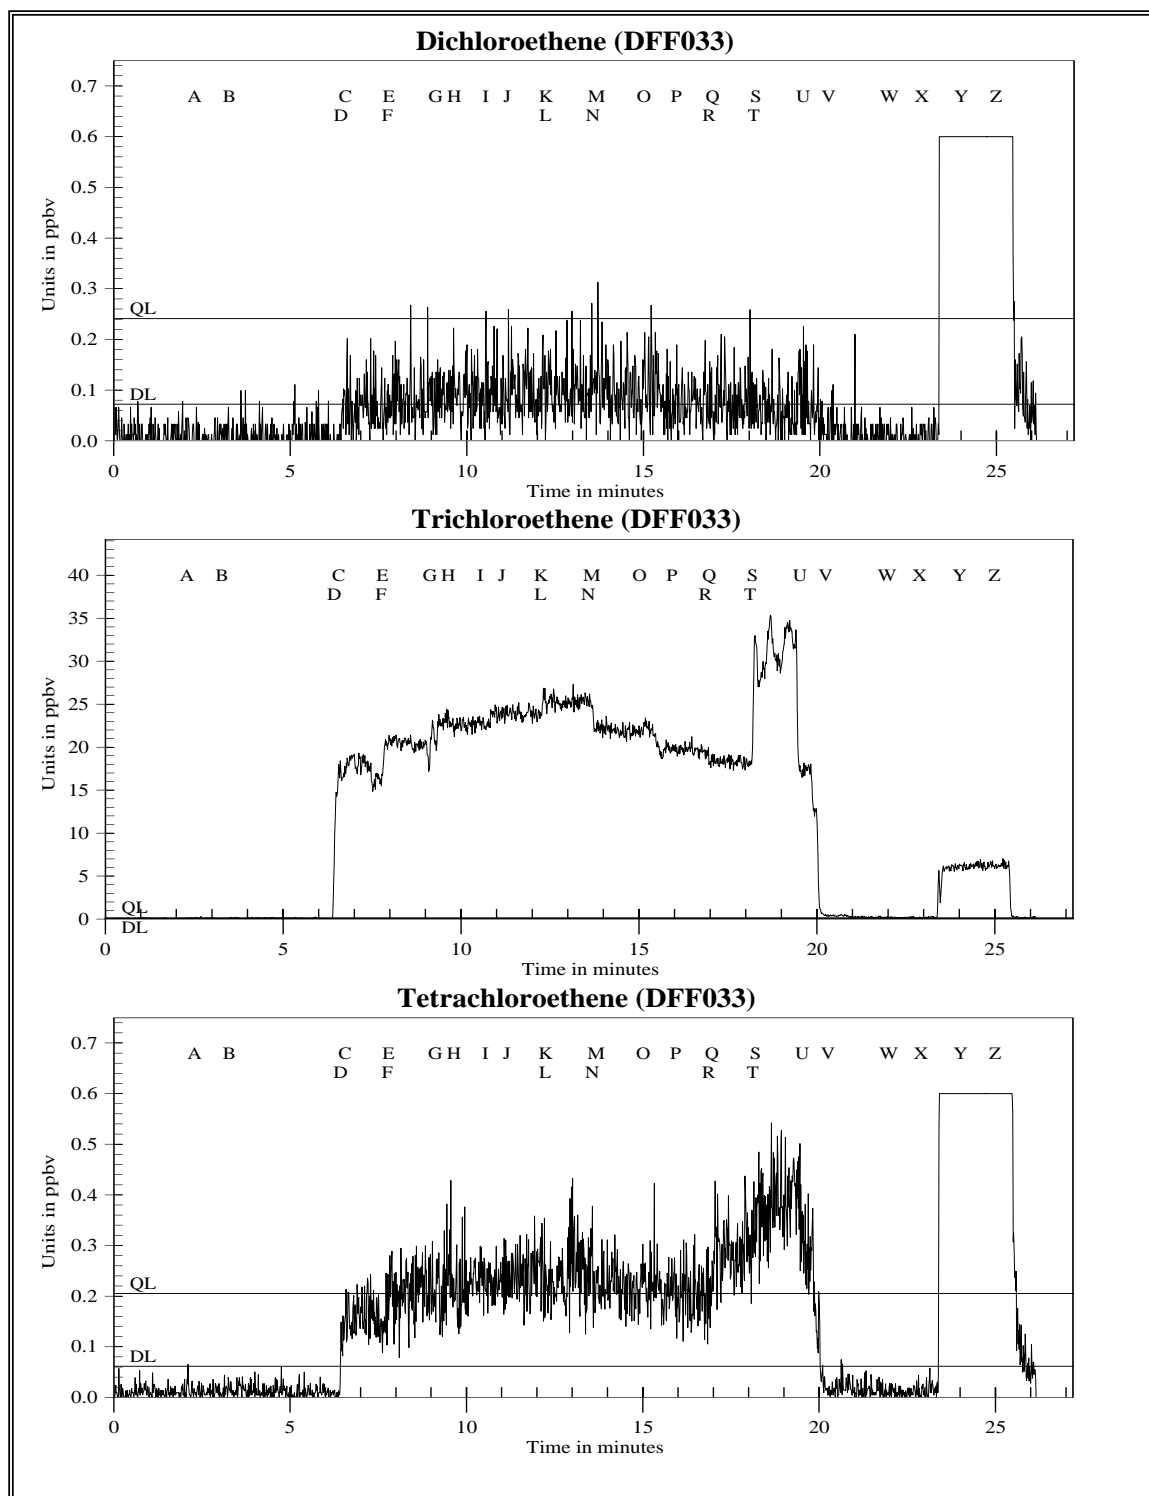 Dichloroethene (DFF033)
0.7
A B C E G H I J K M O P Q S U V W X Y Z
D F L N R T
0.6
0.5
0.4
Units in ppbv
0.3
QL
0.2
0.1
DL
0.0
0 5 10 15 20 25
Time in minutes
Trichloroethene (DFF033)
40
A B C E G H I J K M O P Q S U V W X Y Z
D F L N R T
35
30
25
Units in ppbv
20
15
10
5
QL
0
DL
0 5 10 15 20 25
Time in minutes
Tetrachloroethene (DFF033)
0.7
A B C E G H I J K M O P Q S U V W X Y Z
D F L N R T
0.6
0.5
0.4
Units in ppbv
0.3
QL
0.2
0.1
DL
0.0
0 5 10 15 20 25
Time in minutes